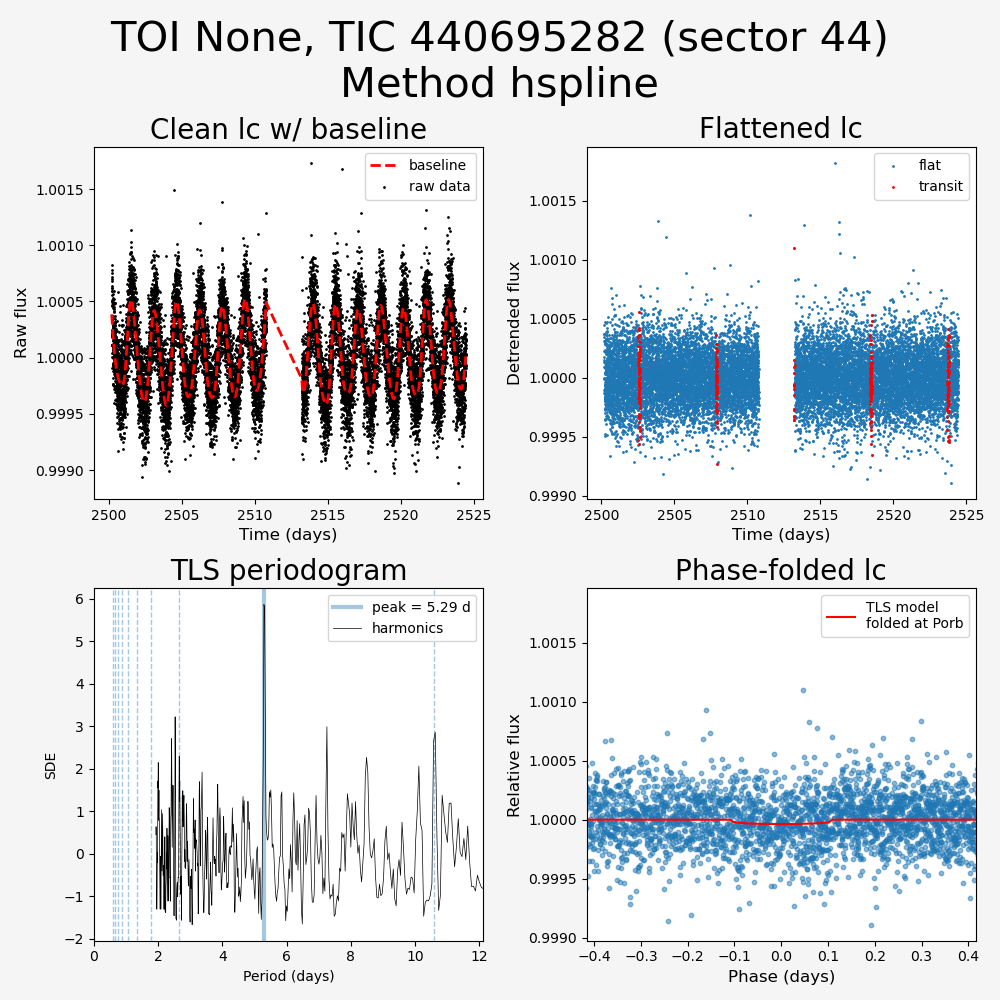 TOI None, TIC 440695282 (sector 44)
Method hspline
Clean lc w/ baseline
baseline
raw data
Raw flux
1.0015
1.0010
1.0005
1.0000
0.9995
0.9990
2500 2505 2510 2515 2520 2525
Time (days)
Flattened lc
flat
transit
Detrended flux
1.0015
1.0010
1.0005
1.0000
0.9995
0.9990
2500 2505 2510 2515 2520 2525
Time (days)
TLS periodogram
peak = 5.29 d
harmonics
SDE
6
5
4
3
2
1
0
−1
−2
0 2 4 6 8 10 12
Period (days)
Phase-folded lc
TLS model
folded at Porb
Relative flux
1.0015
1.0010
1.0005
1.0000
0.9995
0.9990
−0.4 −0.3 −0.2 −0.1 0.0 0.1 0.2 0.3 0.4
Phase (days)